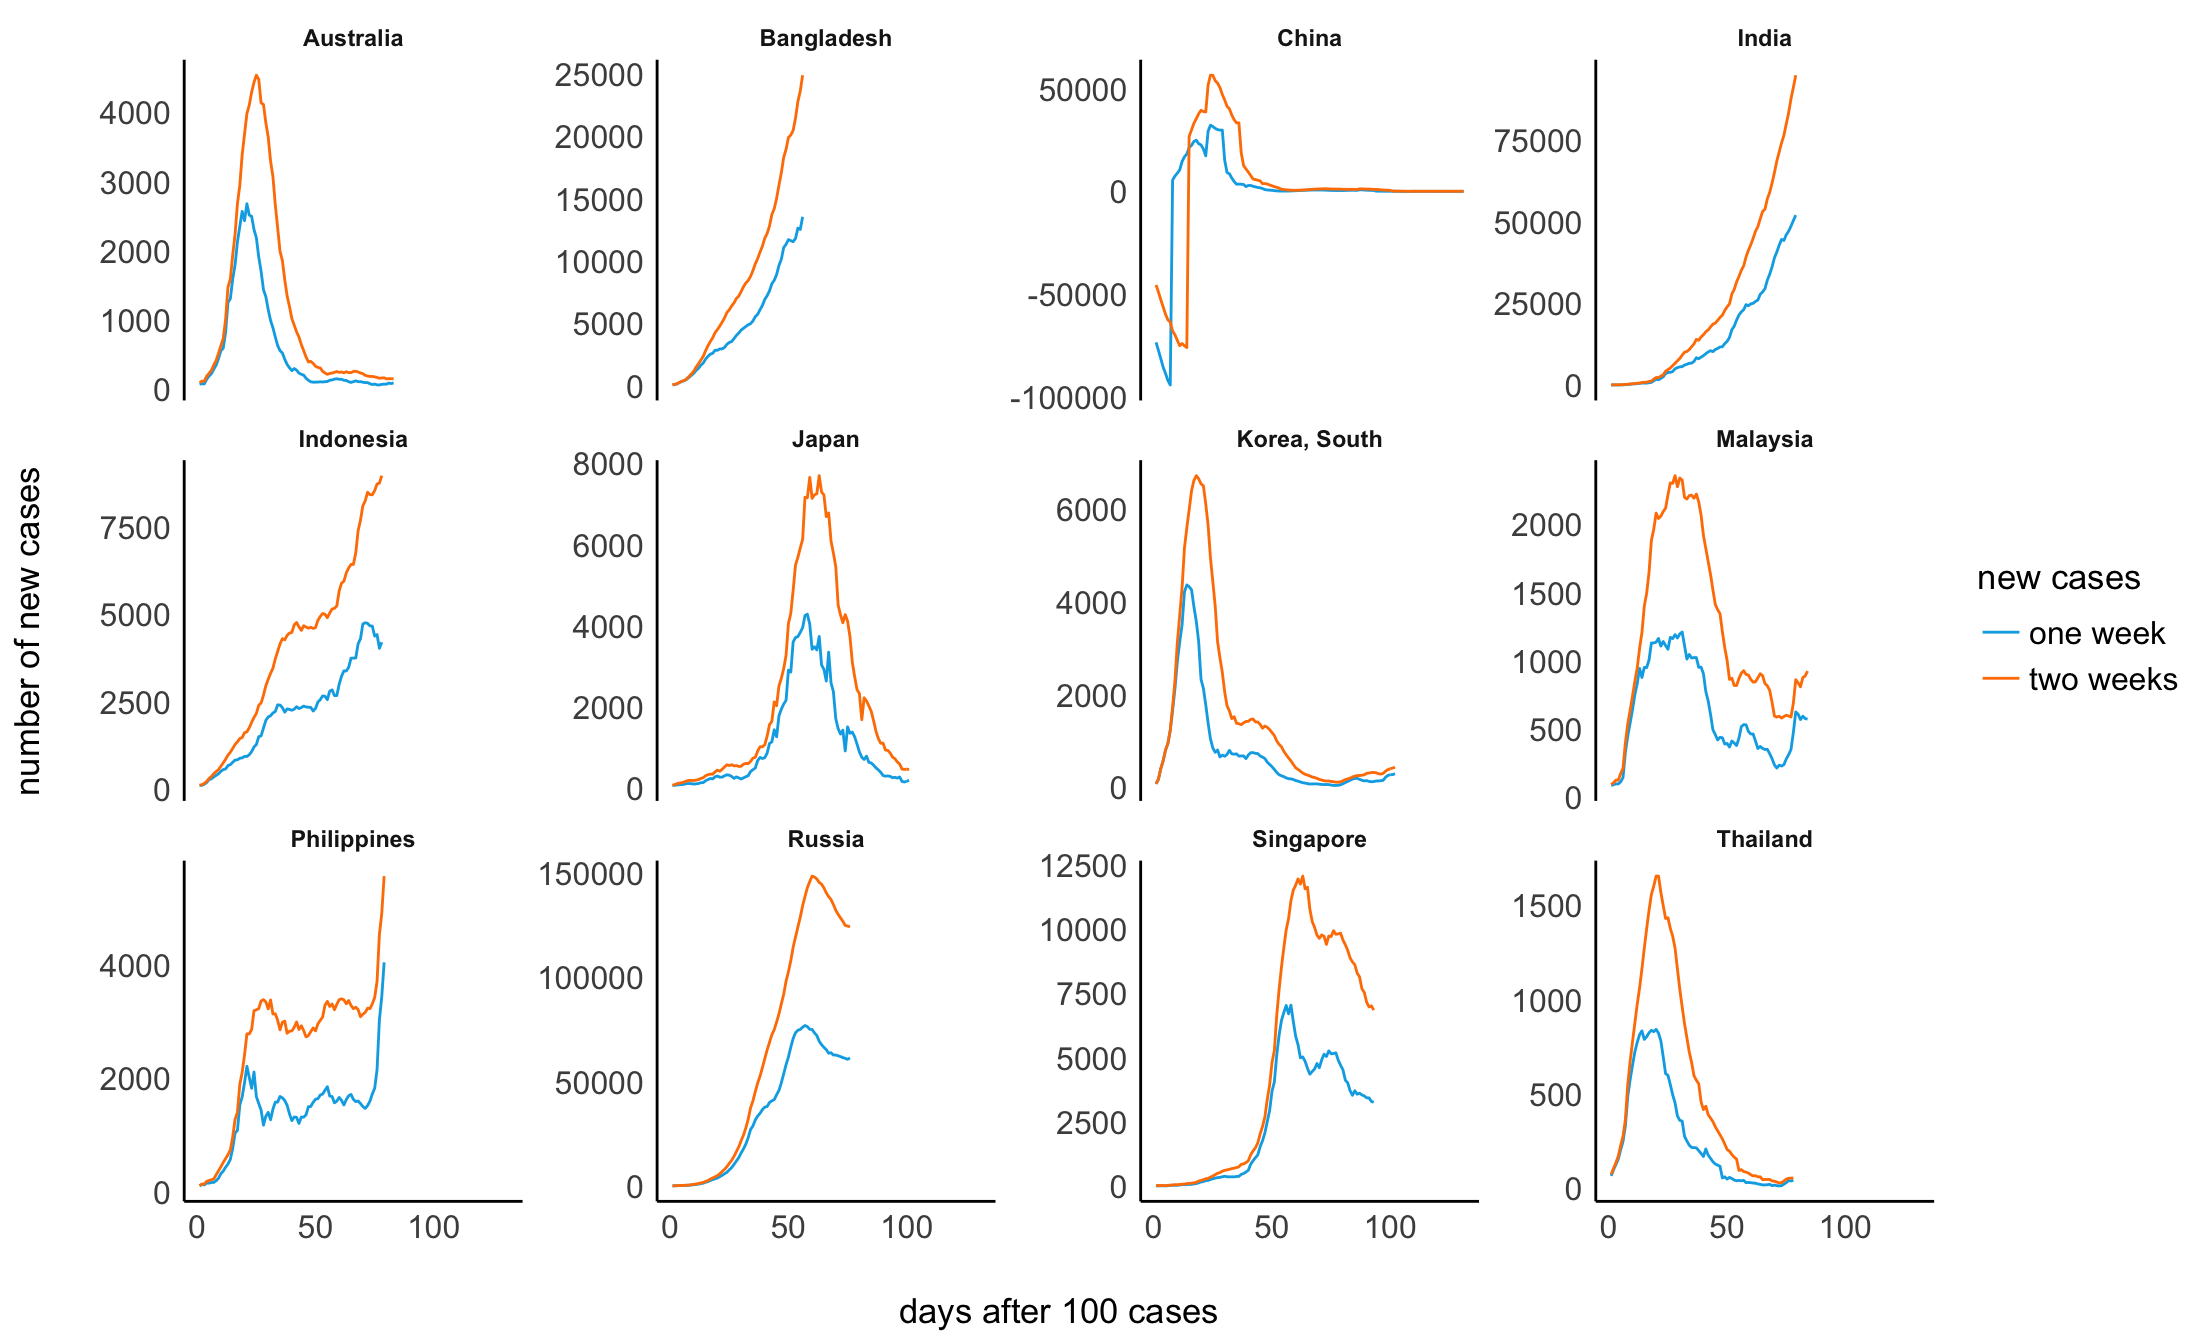 Australia
Bangladesh
China
India
4000
3000
2000
1000
0
25000
20000
15000
10000
5000
0
50000
0
-50000
-100000
75000
50000
25000
0
Indonesia
Japan
Korea, South
Malaysia
7500
5000
2500
0
8000
6000
4000
2000
0
6000
4000
2000
0
2000
1500
1000
500
0
Philippines
Russia
Singapore
Thailand
4000
2000
0
150000
100000
50000
0
12500
10000
7500
5000
2500
0
1500
1000
500
0
0 50 100
0 50 100
0 50 100
0 50 100
days after 100 cases
number of new cases
new cases
one week
two weeks